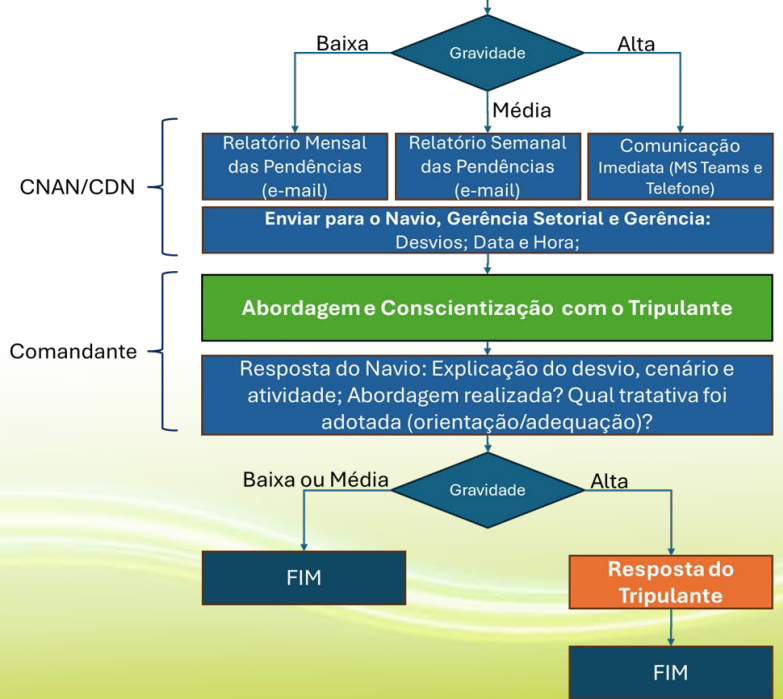 Gravidade
Baixa
Alta
Média
CNAN/CDN
Relatório Mensal
das Pendências
(e-mail)
Relatório Semanal
das Pendências
(e-mail)
Comunicação
Imediata (MS Teams e
Telefone)
Enviar para o Navio, Gerência Setorial e Gerência:
Desvios; Data e Hora;
Comandante
Abordagem e Conscientização com o Tripulante
Resposta do Navio: Explicação do desvio, cenário e
atividade; Abordagem realizada? Qual tratativa foi
adotada (orientação/adequação)?
Baixa ou Média
Gravidade
Alta
FIM
Resposta do
Tripulante
FIM